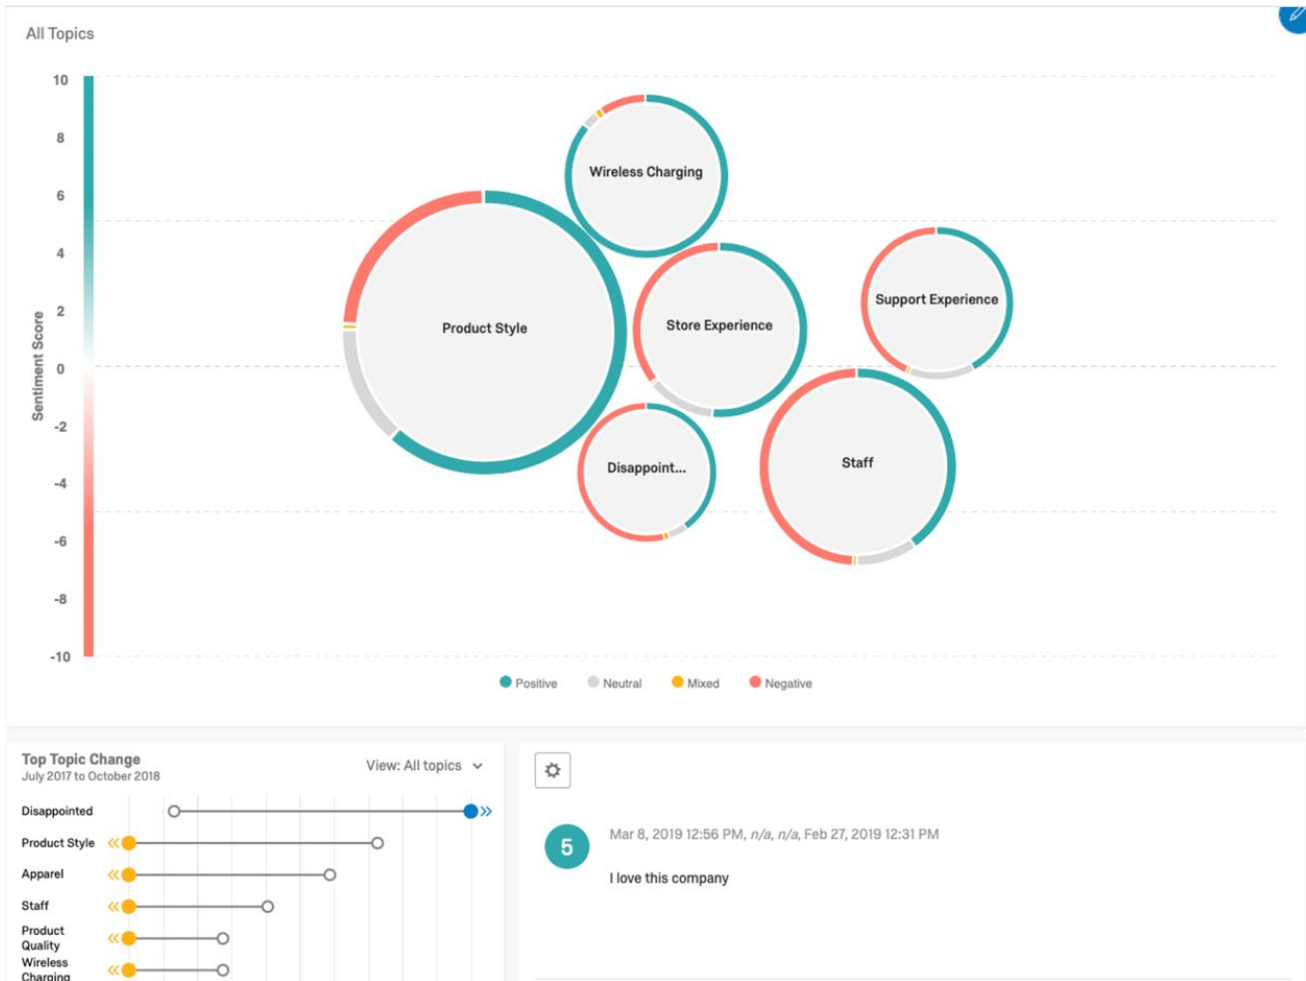 All Topics
10
8
6
4
2
0
-2
-4
-6
-8
-10
Sentiment Score
Wireless Charging
Product Style
Store Experience
Support Experience
Disappoint...
Staff
Positive
Neutral
Mixed
Negative
Top Topic Change
July 2017 to October 2018
View: All topics
Disappointed
Product Style
Apparel
Staff
Product
Quality
Wireless
Charging
5
Mar 8, 2019 12:56 PM, n/a, n/a, Feb 27, 2019 12:31 PM
I love this company